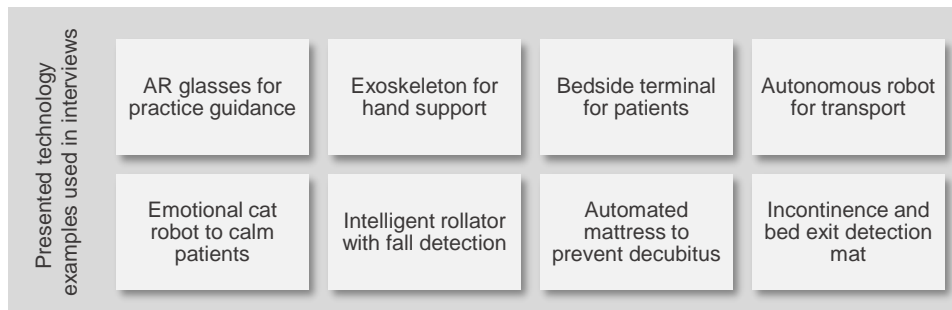 Presented technology
examples used in interviews
AR glasses for
practice guidance
Exoskeleton for
hand support
Bedside terminal
for patients
Autonomous robot
for transport
Emotional cat
robot to calm
patients
Intelligent rollator
with fall detection
Automated
mattress to
prevent decubitus
Incontinence and
bed exit detection
mat